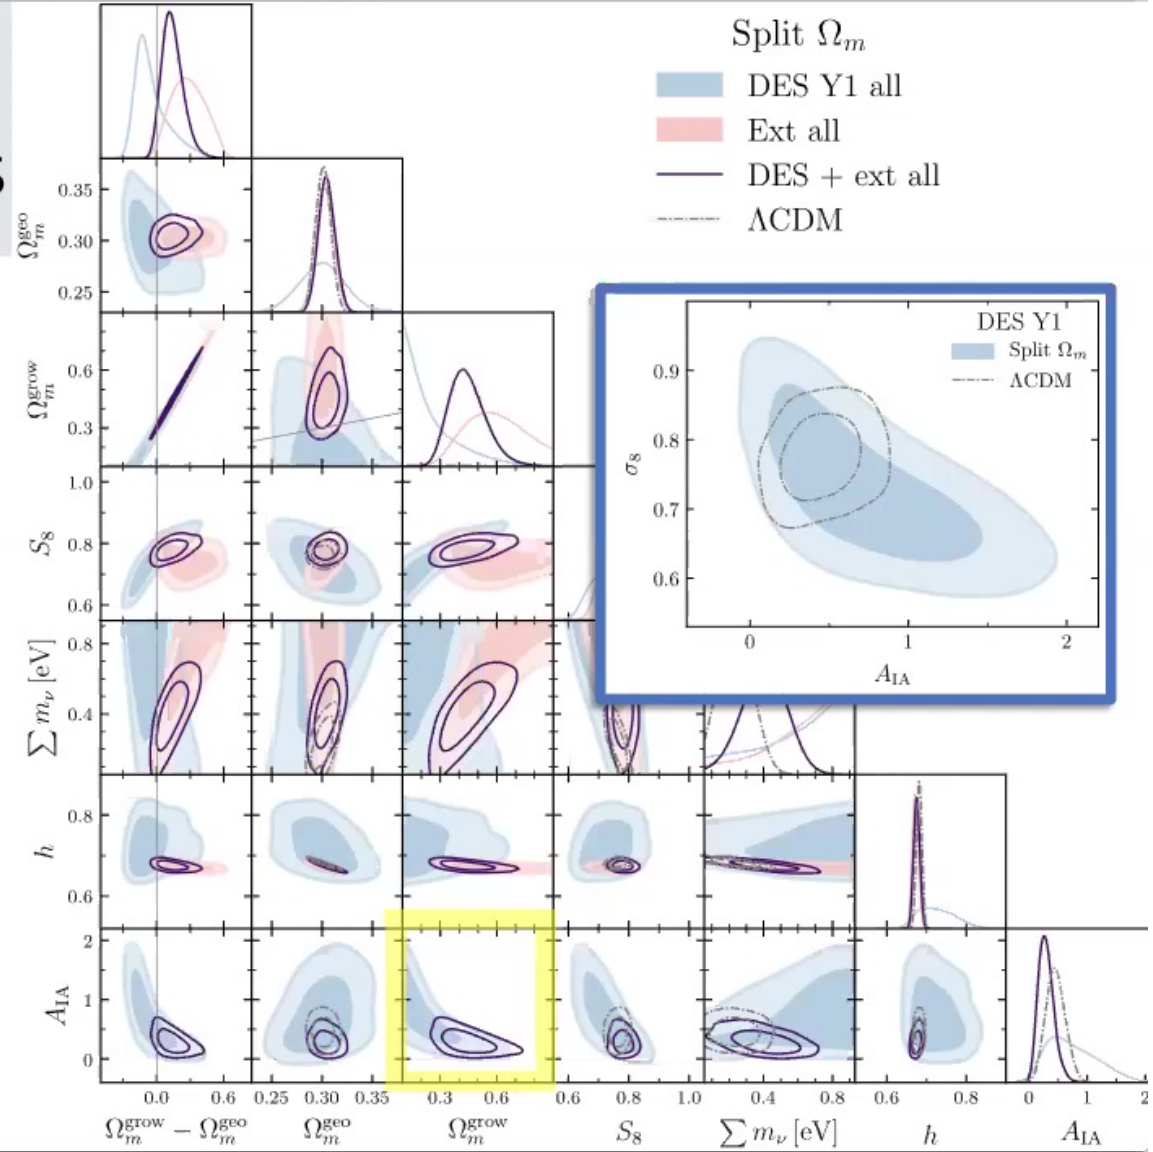 Split Ωₘ
DES Y1 all
Ext all
DES + ext all
ΛCDM
0.35
0.30
0.25
Ωₘᵍᵉᵒ
0.6
0.3
Ωₘᵍʳᵒʷ
DES Y1
Split Ωₘ
ΛCDM
0.9
0.8
0.7
0.6
σ₈
0 1 2
A_IA
1.0
0.8
0.6
S₈
0.8
0.4
∑ m_ν [eV]
0.8
0.6
h
2
1
0
A_IA
0.0 0.6 0.25 0.30 0.35 0.3 0.6 0.6 0.8 1.0 0.4 0.8 0.6 0.8 0 1 2
Ωₘᵍʳᵒʷ − Ωₘᵍᵉᵒ Ωₘᵍᵉᵒ Ωₘᵍʳᵒʷ S₈ ∑ m_ν [eV] h A_IA